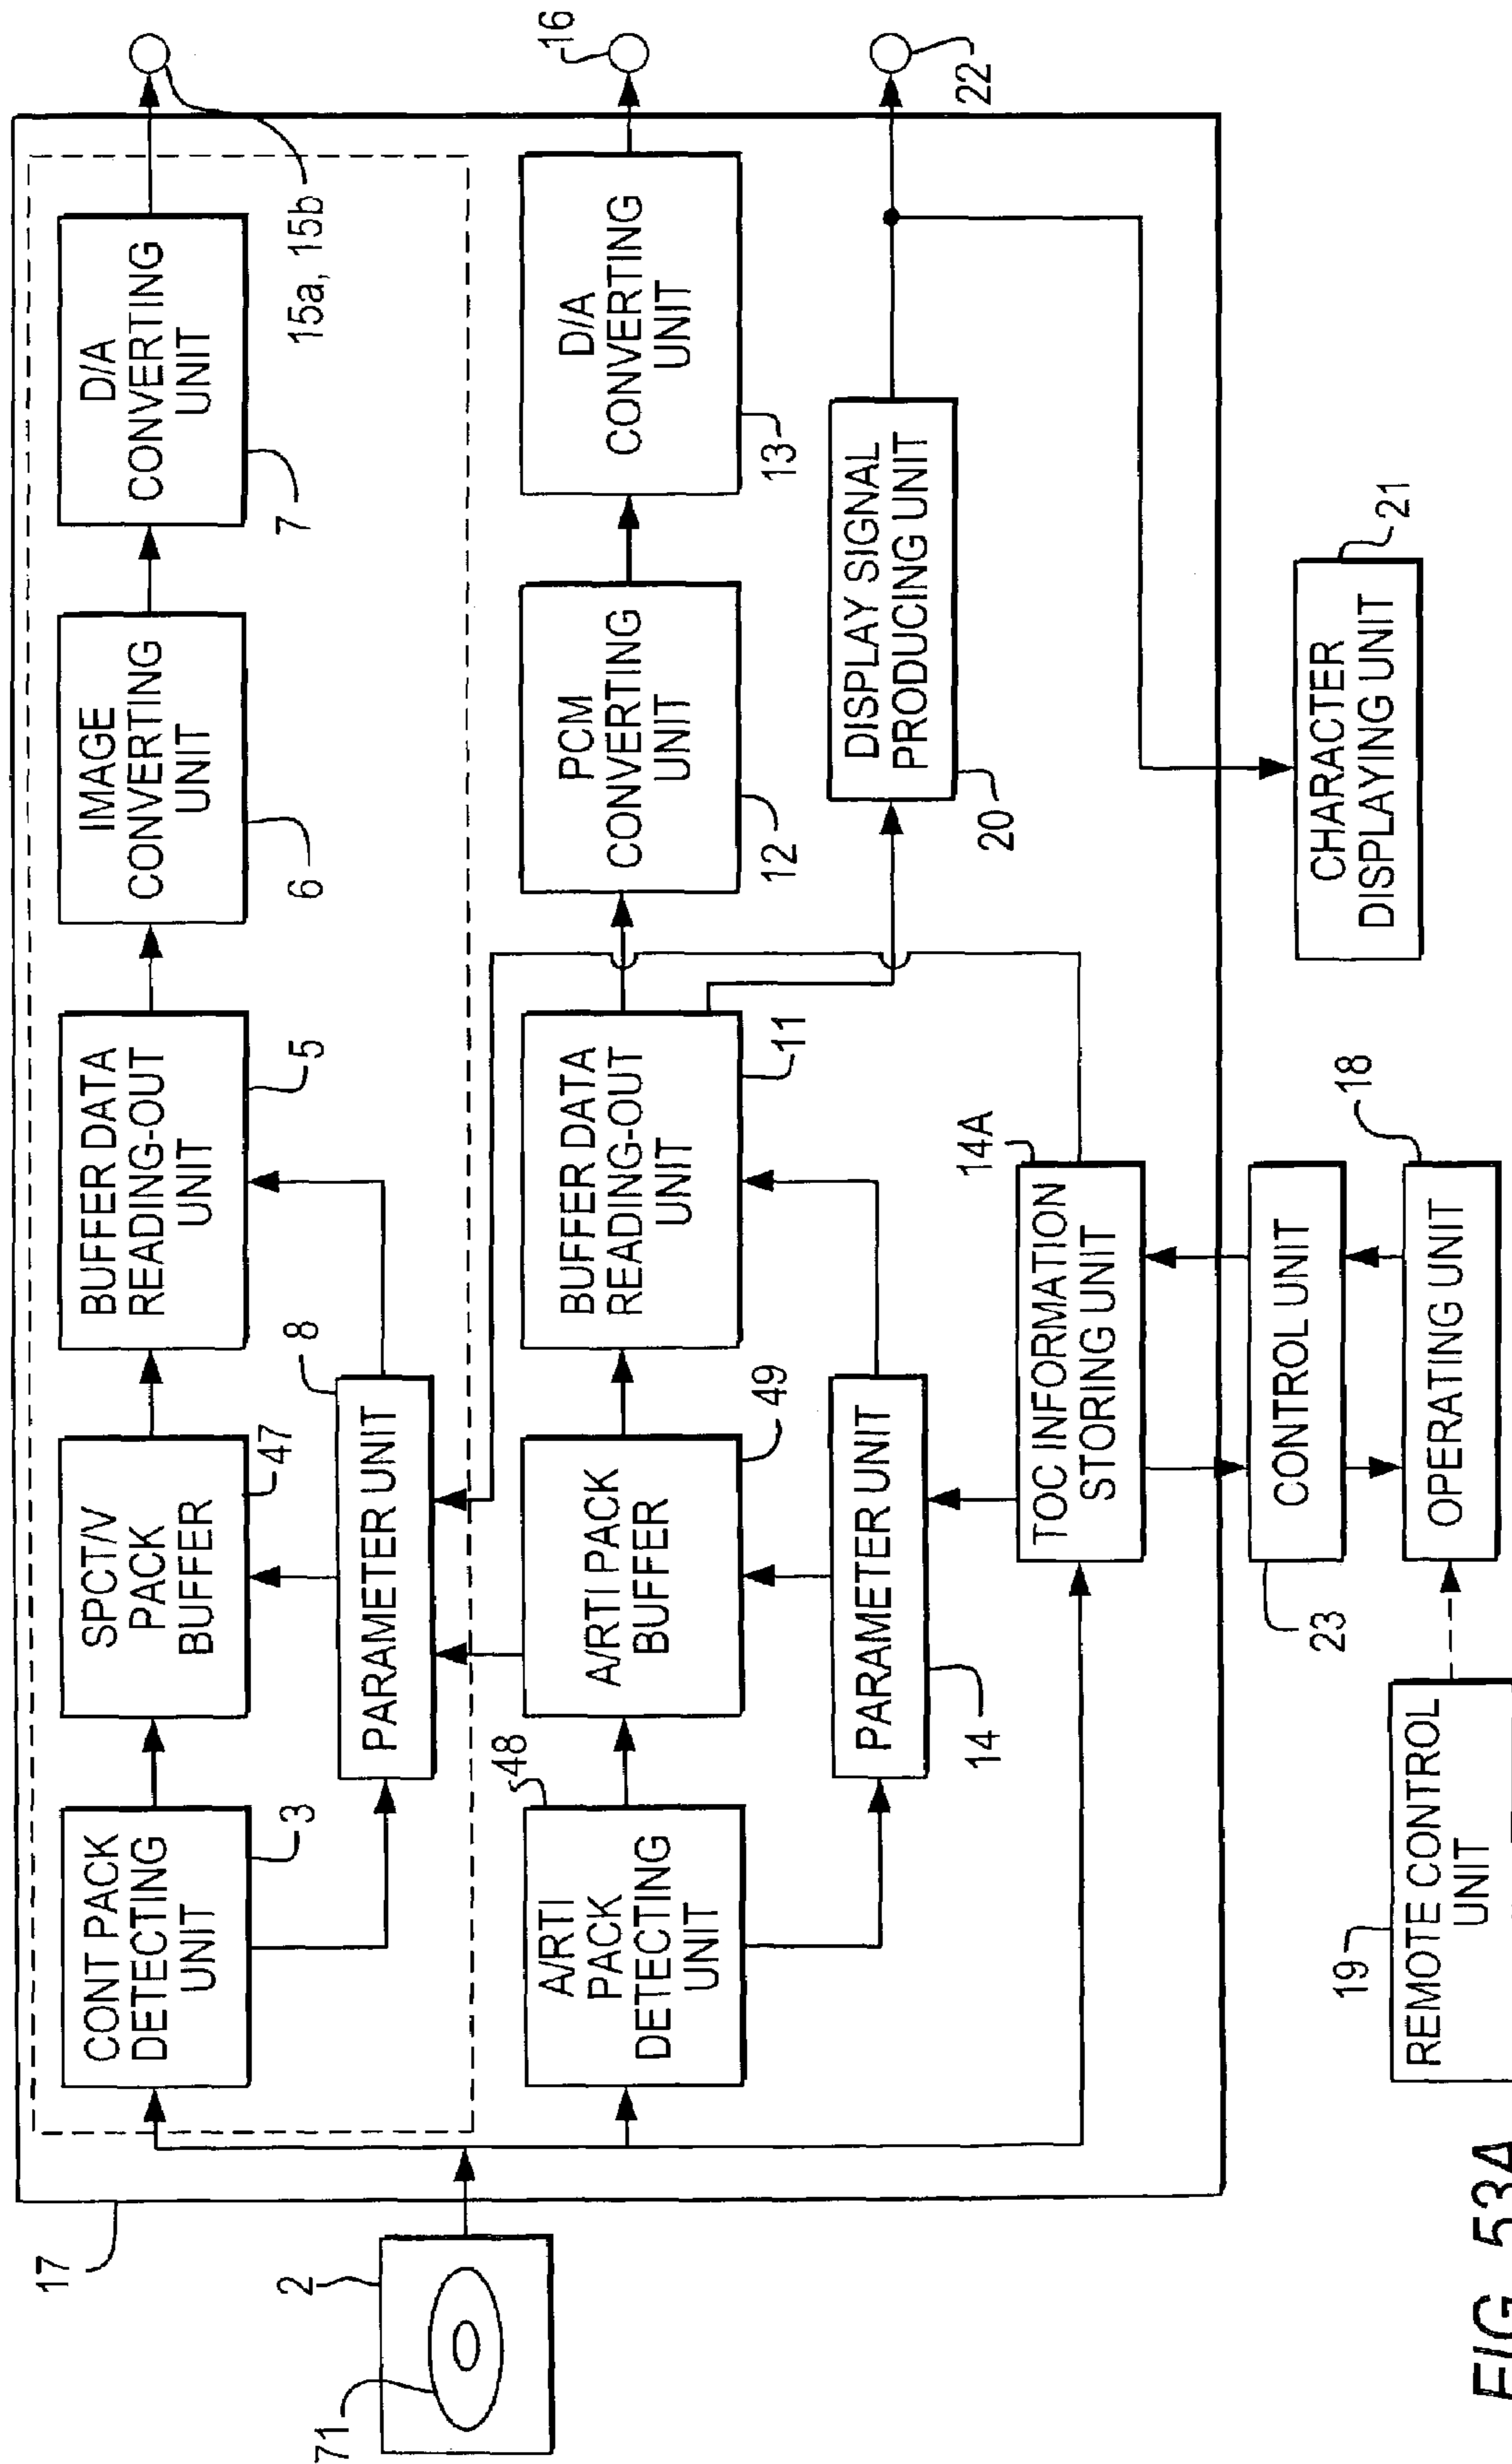 17
2
71
CONT PACK
DETECTING
UNIT
3
SPCT/V
PACK
BUFFER
47
BUFFER DATA
READING-OUT
UNIT
5
IMAGE
CONVERTING
UNIT
6
D/A
CONVERTING
UNIT
7
15a, 15b
PARAMETER UNIT
8
A/RTI
PACK
DETECTING
UNIT
48
A/RTI PACK
BUFFER
49
BUFFER DATA
READING-OUT
UNIT
11
PCM
CONVERTING
UNIT
12
D/A
CONVERTING
UNIT
13
16
PARAMETER UNIT
14
DISPLAY SIGNAL
PRODUCING UNIT
20
22
TOC INFORMATION
STORING UNIT
14A
CONTROL UNIT
23
CHARACTER
DISPLAYING UNIT
21
REMOTE CONTROL
UNIT
19
OPERATING UNIT
18
FIG. 53A